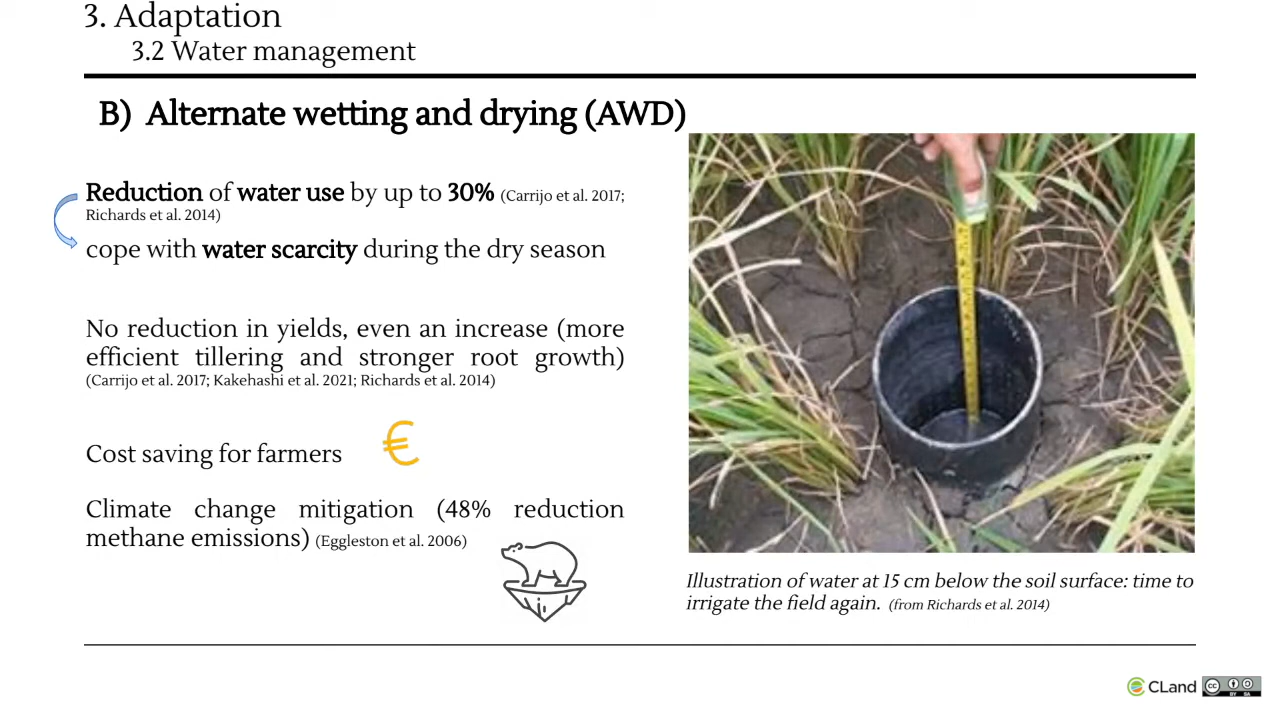 3. Adaptation
3.2 Water management
B) Alternate wetting and drying (AWD)
Reduction of water use by up to 30% (Carrijo et al. 2017;
Richards et al. 2014)
cope with water scarcity during the dry season
No reduction in yields, even an increase (more
efficient tillering and stronger root growth)
(Carrijo et al. 2017; Kakehashi et al. 2021; Richards et al. 2014)
Cost saving for farmers €
Climate change mitigation (48% reduction
methane emissions) (Eggleston et al. 2006)
Illustration of water at 15 cm below the soil surface: time to
irrigate the field again. (from Richards et al. 2014)
CLand
cc BY SA